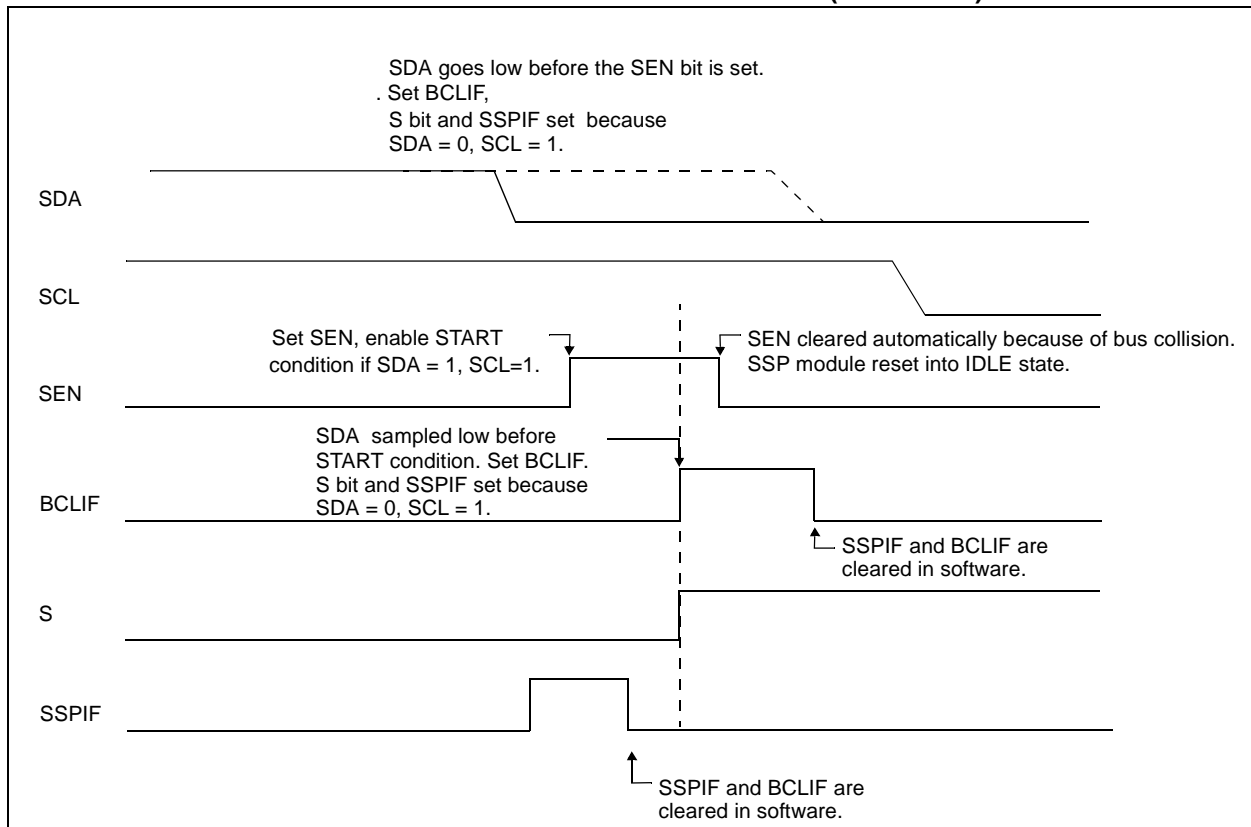 SDA goes low before the SEN bit is set.
. Set BCLIF,
S bit and SSPIF set because
SDA = 0, SCL = 1.
SDA
SCL
Set SEN, enable START
condition if SDA = 1, SCL=1.
SEN cleared automatically because of bus collision.
SSP module reset into IDLE state.
SEN
SDA sampled low before
START condition. Set BCLIF.
S bit and SSPIF set because
SDA = 0, SCL = 1.
BCLIF
SSPIF and BCLIF are
cleared in software.
S
SSPIF
SSPIF and BCLIF are
cleared in software.